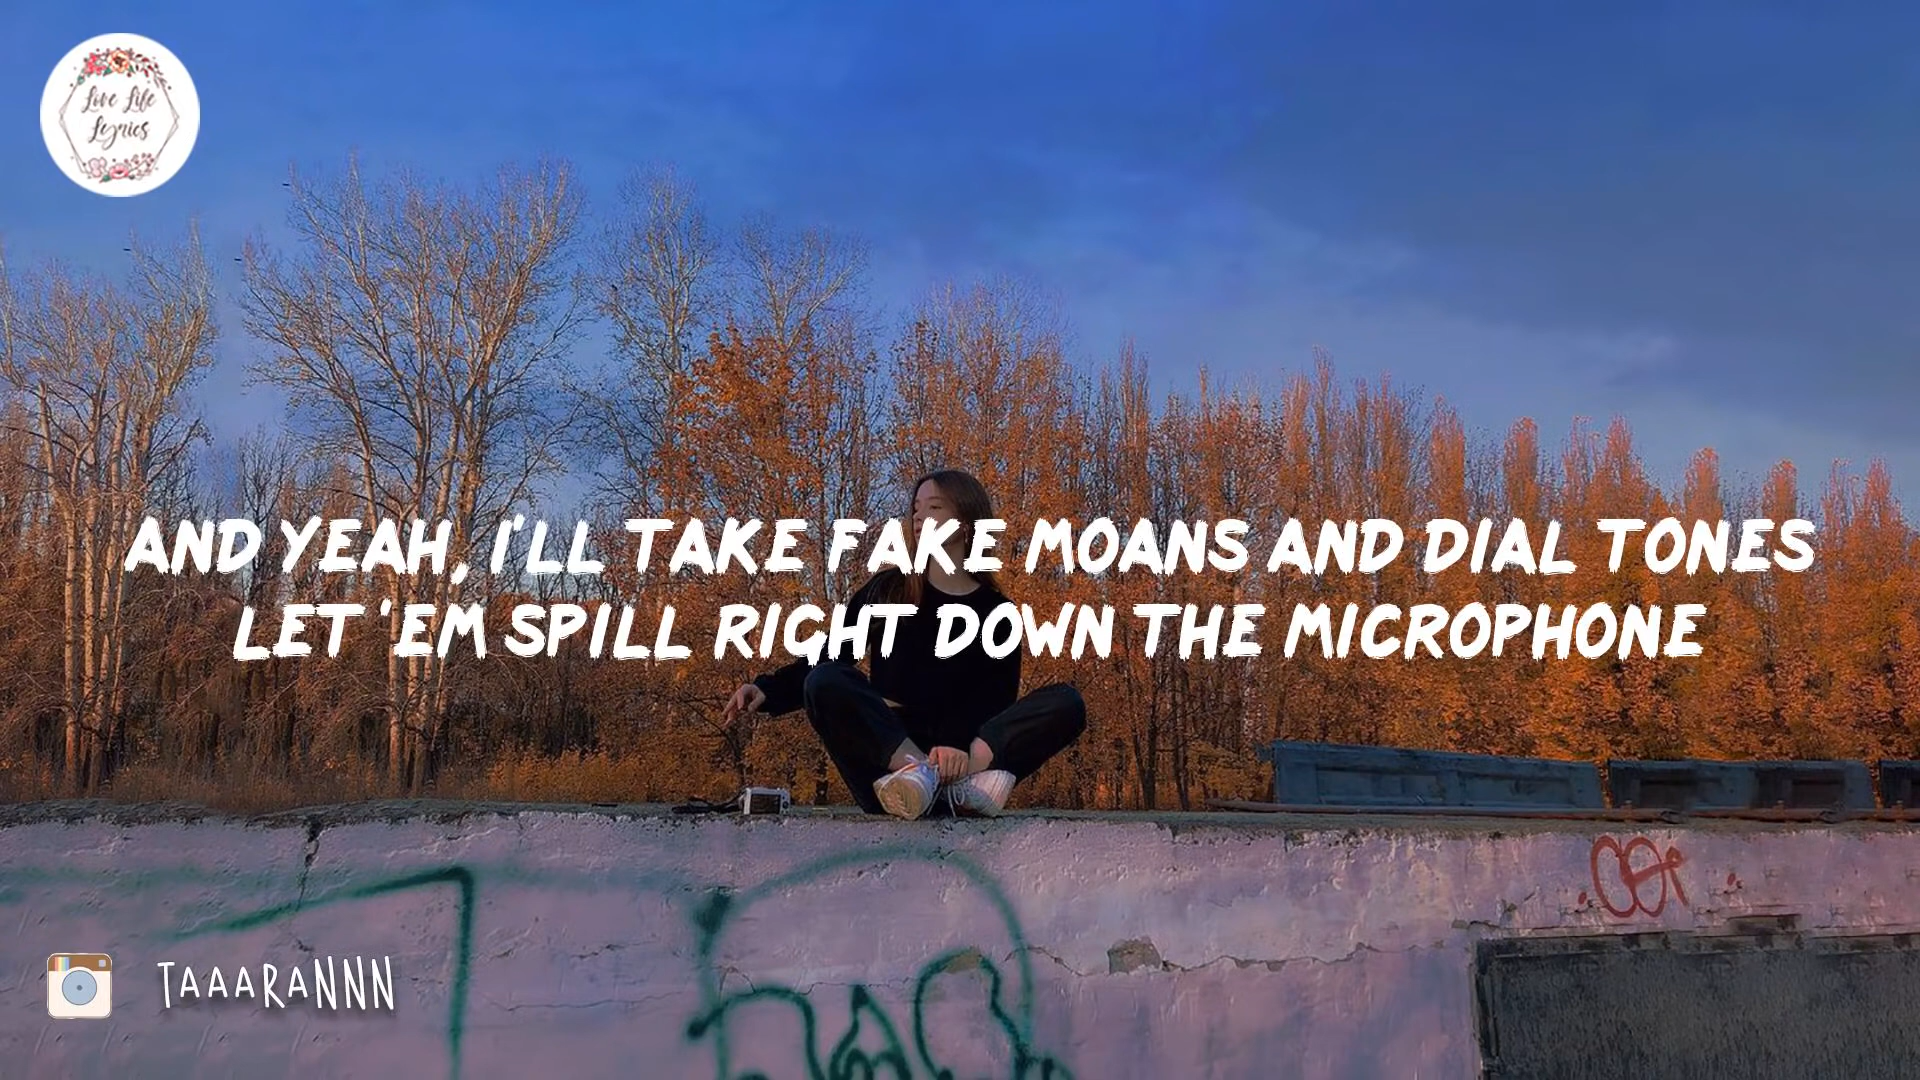 Love Life
Lyrics
AND YEAH, I'LL TAKE FAKE MOANS AND DIAL TONES
LET 'EM SPILL RIGHT DOWN THE MICROPHONE
TAAARANNN